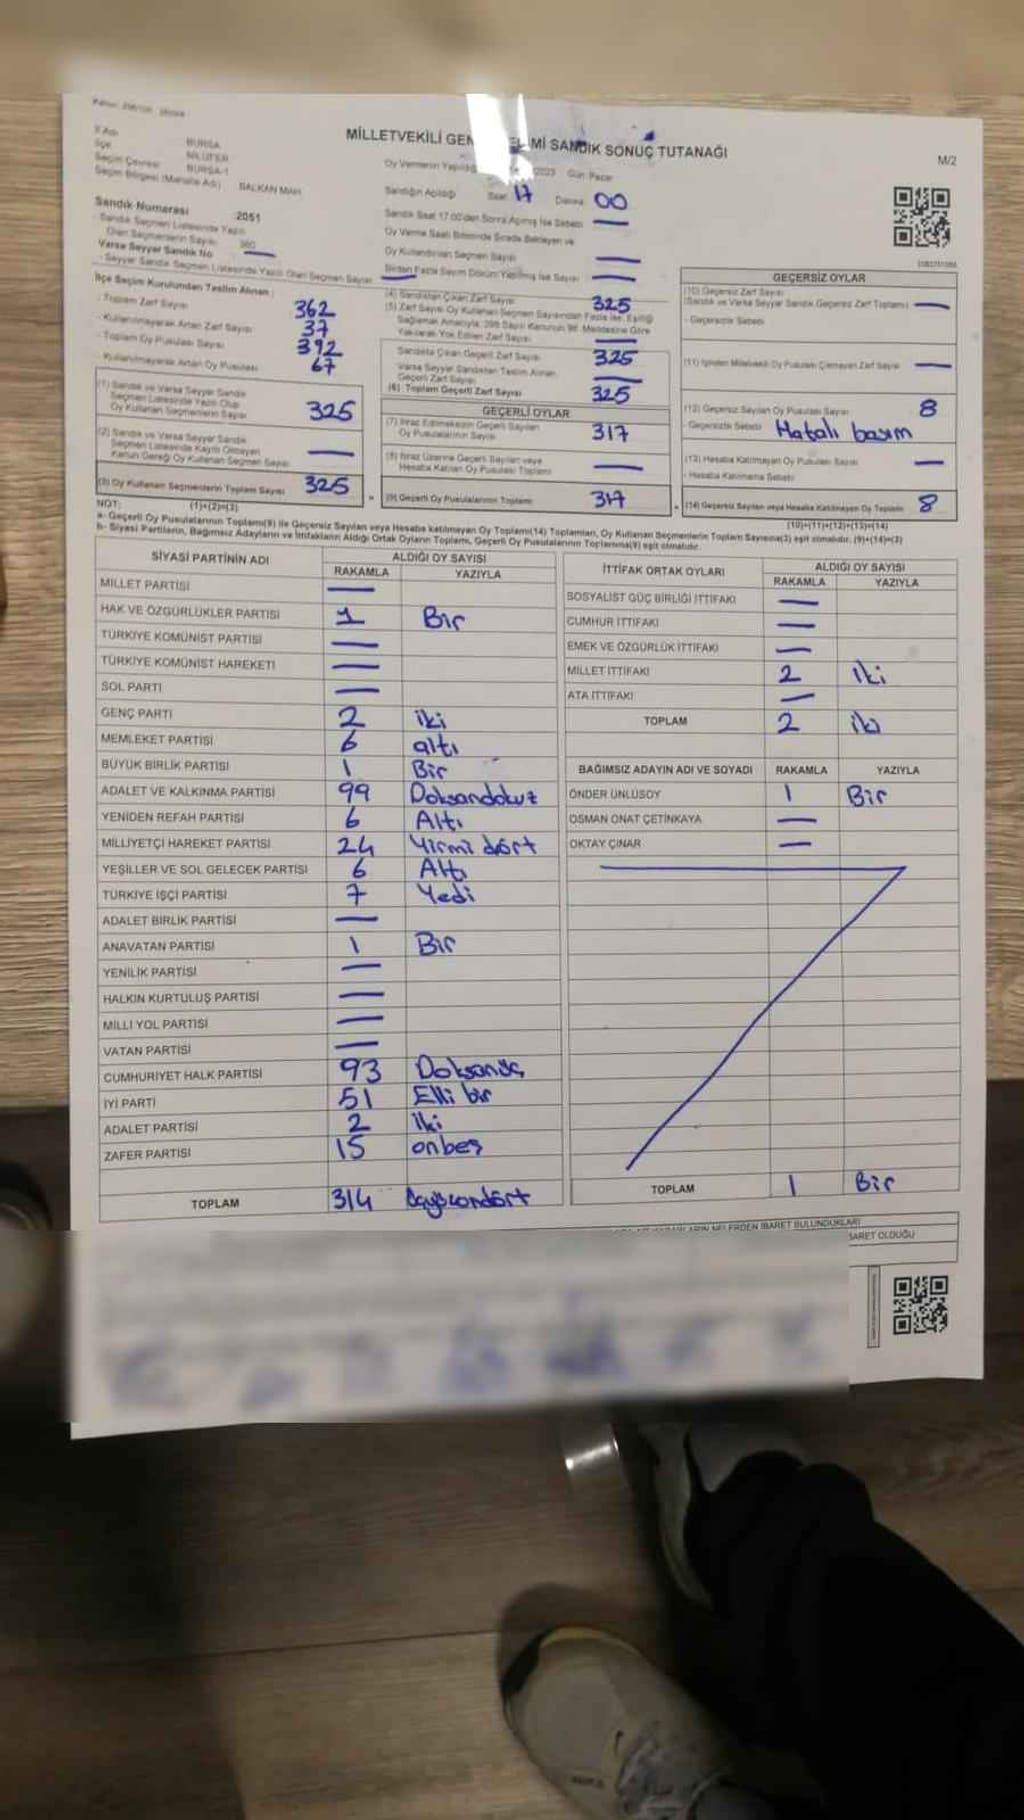 MİLLETVEKİLİ GEN
Mİ SANDIK SONUÇ TUTANAĞI
M/2
İl Adı BURSA
İlçe NİLÜFER
Seçim Çevresi BURSA-1
Seçim Bölgesi (Mahalle Adı) BALKAN MAH
Sandık Numarası :2051
Sandık Seçmen Listesinde Yazılı Olan Seçmenlerin Sayısı
Varsa Seyyar Sandık No —
- Seyyar Sandık Seçmen Listesinde Yazılı Olan Seçmen Sayısı —
Oy Vermenin Yapıldığı 2023 Gün Pazar
Sandığın Açıldığı Saat 17 Dakika 00
Sandık Saat 17.00'den Sonra Açılmış İse Sebebi —
Oy Verme Saati Bitiminde Sırada Bekleyen ve
Oy Kullandırılan Seçmen Sayısı —
Birden Fazla Sayım Döküm Yapılmış İse Sayısı —
İlçe Seçim Kurulundan Teslim Alınan:
- Toplam Zarf Sayısı 362
- Kullanılmayarak Artan Zarf Sayısı 37
- Toplam Oy Pusulası Sayısı 392
- Kullanılmayarak Artan Oy Pusulası 67
(1) Sandık ve Varsa Seyyar Sandık Seçmen Listesinde Yazılı Olup Oy Kullanan Seçmenlerin Sayısı 325
(2) Sandık ve Varsa Seyyar Sandık Seçmen Listesinde Kayıtlı Olmayan Kanun Gereği Oy Kullanan Seçmen Sayısı —
(3) Oy Kullanan Seçmenlerin Toplam Sayısı 325
(1)+(2)=(3)
(4) Sandıktan Çıkan Zarf Sayısı 325
(5) Zarf Sayısı Oy Kullanan Seçmen Sayısından Fazla ise, Eşitliği Sağlamak Amacıyla, 298 Sayılı Kanunun 98. Maddesine Göre Yakılarak Yok Edilen Zarf Sayısı —
Sandıkta Çıkan Geçerli Zarf Sayısı 325
Varsa Seyyar Sandıktan Teslim Alınan Geçerli Zarf Sayısı —
(6) Toplam Geçerli Zarf Sayısı 325
GEÇERLİ OYLAR
(7) İtiraz Edilmeksizin Geçerli Sayılan Oy Pusulalarının Sayısı 317
(8) İtiraz Üzerine Geçerli Sayılan veya Hesaba Katılan Oy Pusulası Toplamı —
(9) Geçerli Oy Pusulalarının Toplamı 317
GEÇERSİZ OYLAR
(10) Geçersiz Zarf Sayısı (Sandık ve Varsa Seyyar Sandık Geçersiz Zarf Toplamı) —
- Geçersizlik Sebebi
(11) İçinden Milletvekili Oy Pusulası Çıkmayan Zarf Sayısı —
(12) Geçersiz Sayılan Oy Pusulası Sayısı 8
- Geçersizlik Sebebi Hatalı basım
(13) Hesaba Katılmayan Oy Pusulası Sayısı —
- Hesaba Katılmama Sebebi
(14) Geçersiz Sayılan veya Hesaba Katılmayan Oy Toplamı 8
(10)+(11)+(12)+(13)=(14)
NOT:
a- Geçerli Oy Pusulalarının Toplamı(9) ile Geçersiz Sayılan veya Hesaba katılmayan Oy Toplamı(14) Toplamları, Oy Kullanan Seçmenlerin Toplam Sayısına(3) eşit olmalıdır. (9)+(14)=(3)
b- Siyasi Partilerin, Bağımsız Adayların ve İttifakların Aldığı Ortak Oyların Toplamı, Geçerli Oy Pusulalarının Toplamına(9) eşit olmalıdır.
SİYASİ PARTİNİN ADI ALDIĞI OY SAYISI
RAKAMLA YAZIYLA
MİLLET PARTİSİ —
HAK VE ÖZGÜRLÜKLER PARTİSİ 1 Bir
TÜRKİYE KOMÜNİST PARTİSİ —
TÜRKİYE KOMÜNİST HAREKETİ —
SOL PARTİ —
GENÇ PARTİ 2 iki
MEMLEKET PARTİSİ 6 altı
BÜYÜK BİRLİK PARTİSİ 1 Bir
ADALET VE KALKINMA PARTİSİ 99 Doksandokuz
YENİDEN REFAH PARTİSİ 6 Altı
MİLLİYETÇİ HAREKET PARTİSİ 24 Yirmi dört
YEŞİLLER VE SOL GELECEK PARTİSİ 6 Altı
TÜRKİYE İŞÇİ PARTİSİ 7 Yedi
ADALET BİRLİK PARTİSİ —
ANAVATAN PARTİSİ 1 Bir
YENİLİK PARTİSİ —
HALKIN KURTULUŞ PARTİSİ —
MİLLİ YOL PARTİSİ —
VATAN PARTİSİ —
CUMHURİYET HALK PARTİSİ 93 Doksanüç
İYİ PARTİ 51 Elli bir
ADALET PARTİSİ 2 iki
ZAFER PARTİSİ 15 onbeş
TOPLAM 314 üçyüzondört
İTTİFAK ORTAK OYLARI ALDIĞI OY SAYISI
RAKAMLA YAZIYLA
SOSYALİST GÜÇ BİRLİĞİ İTTİFAKI —
CUMHUR İTTİFAKI —
EMEK VE ÖZGÜRLÜK İTTİFAKI —
MİLLET İTTİFAKI 2 iki
ATA İTTİFAKI —
TOPLAM 2 iki
BAĞIMSIZ ADAYIN ADI VE SOYADI RAKAMLA YAZIYLA
ÖNDER ÜNLÜSOY 1 Bir
OSMAN ONAT ÇETİNKAYA —
OKTAY ÇINAR —
TOPLAM 1 Bir
NELERDEN İBARET BULUNDUKLARI
OLDUĞU